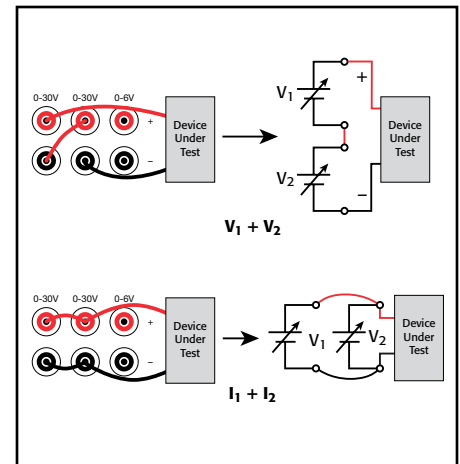 0-30V 0-30V 0-6V
+
−
Device
Under
Test
V1
V2
+
−
Device
Under
Test
V1 + V2
0-30V 0-30V 0-6V
+
−
Device
Under
Test
V1
V2
Device
Under
Test
I1 + I2